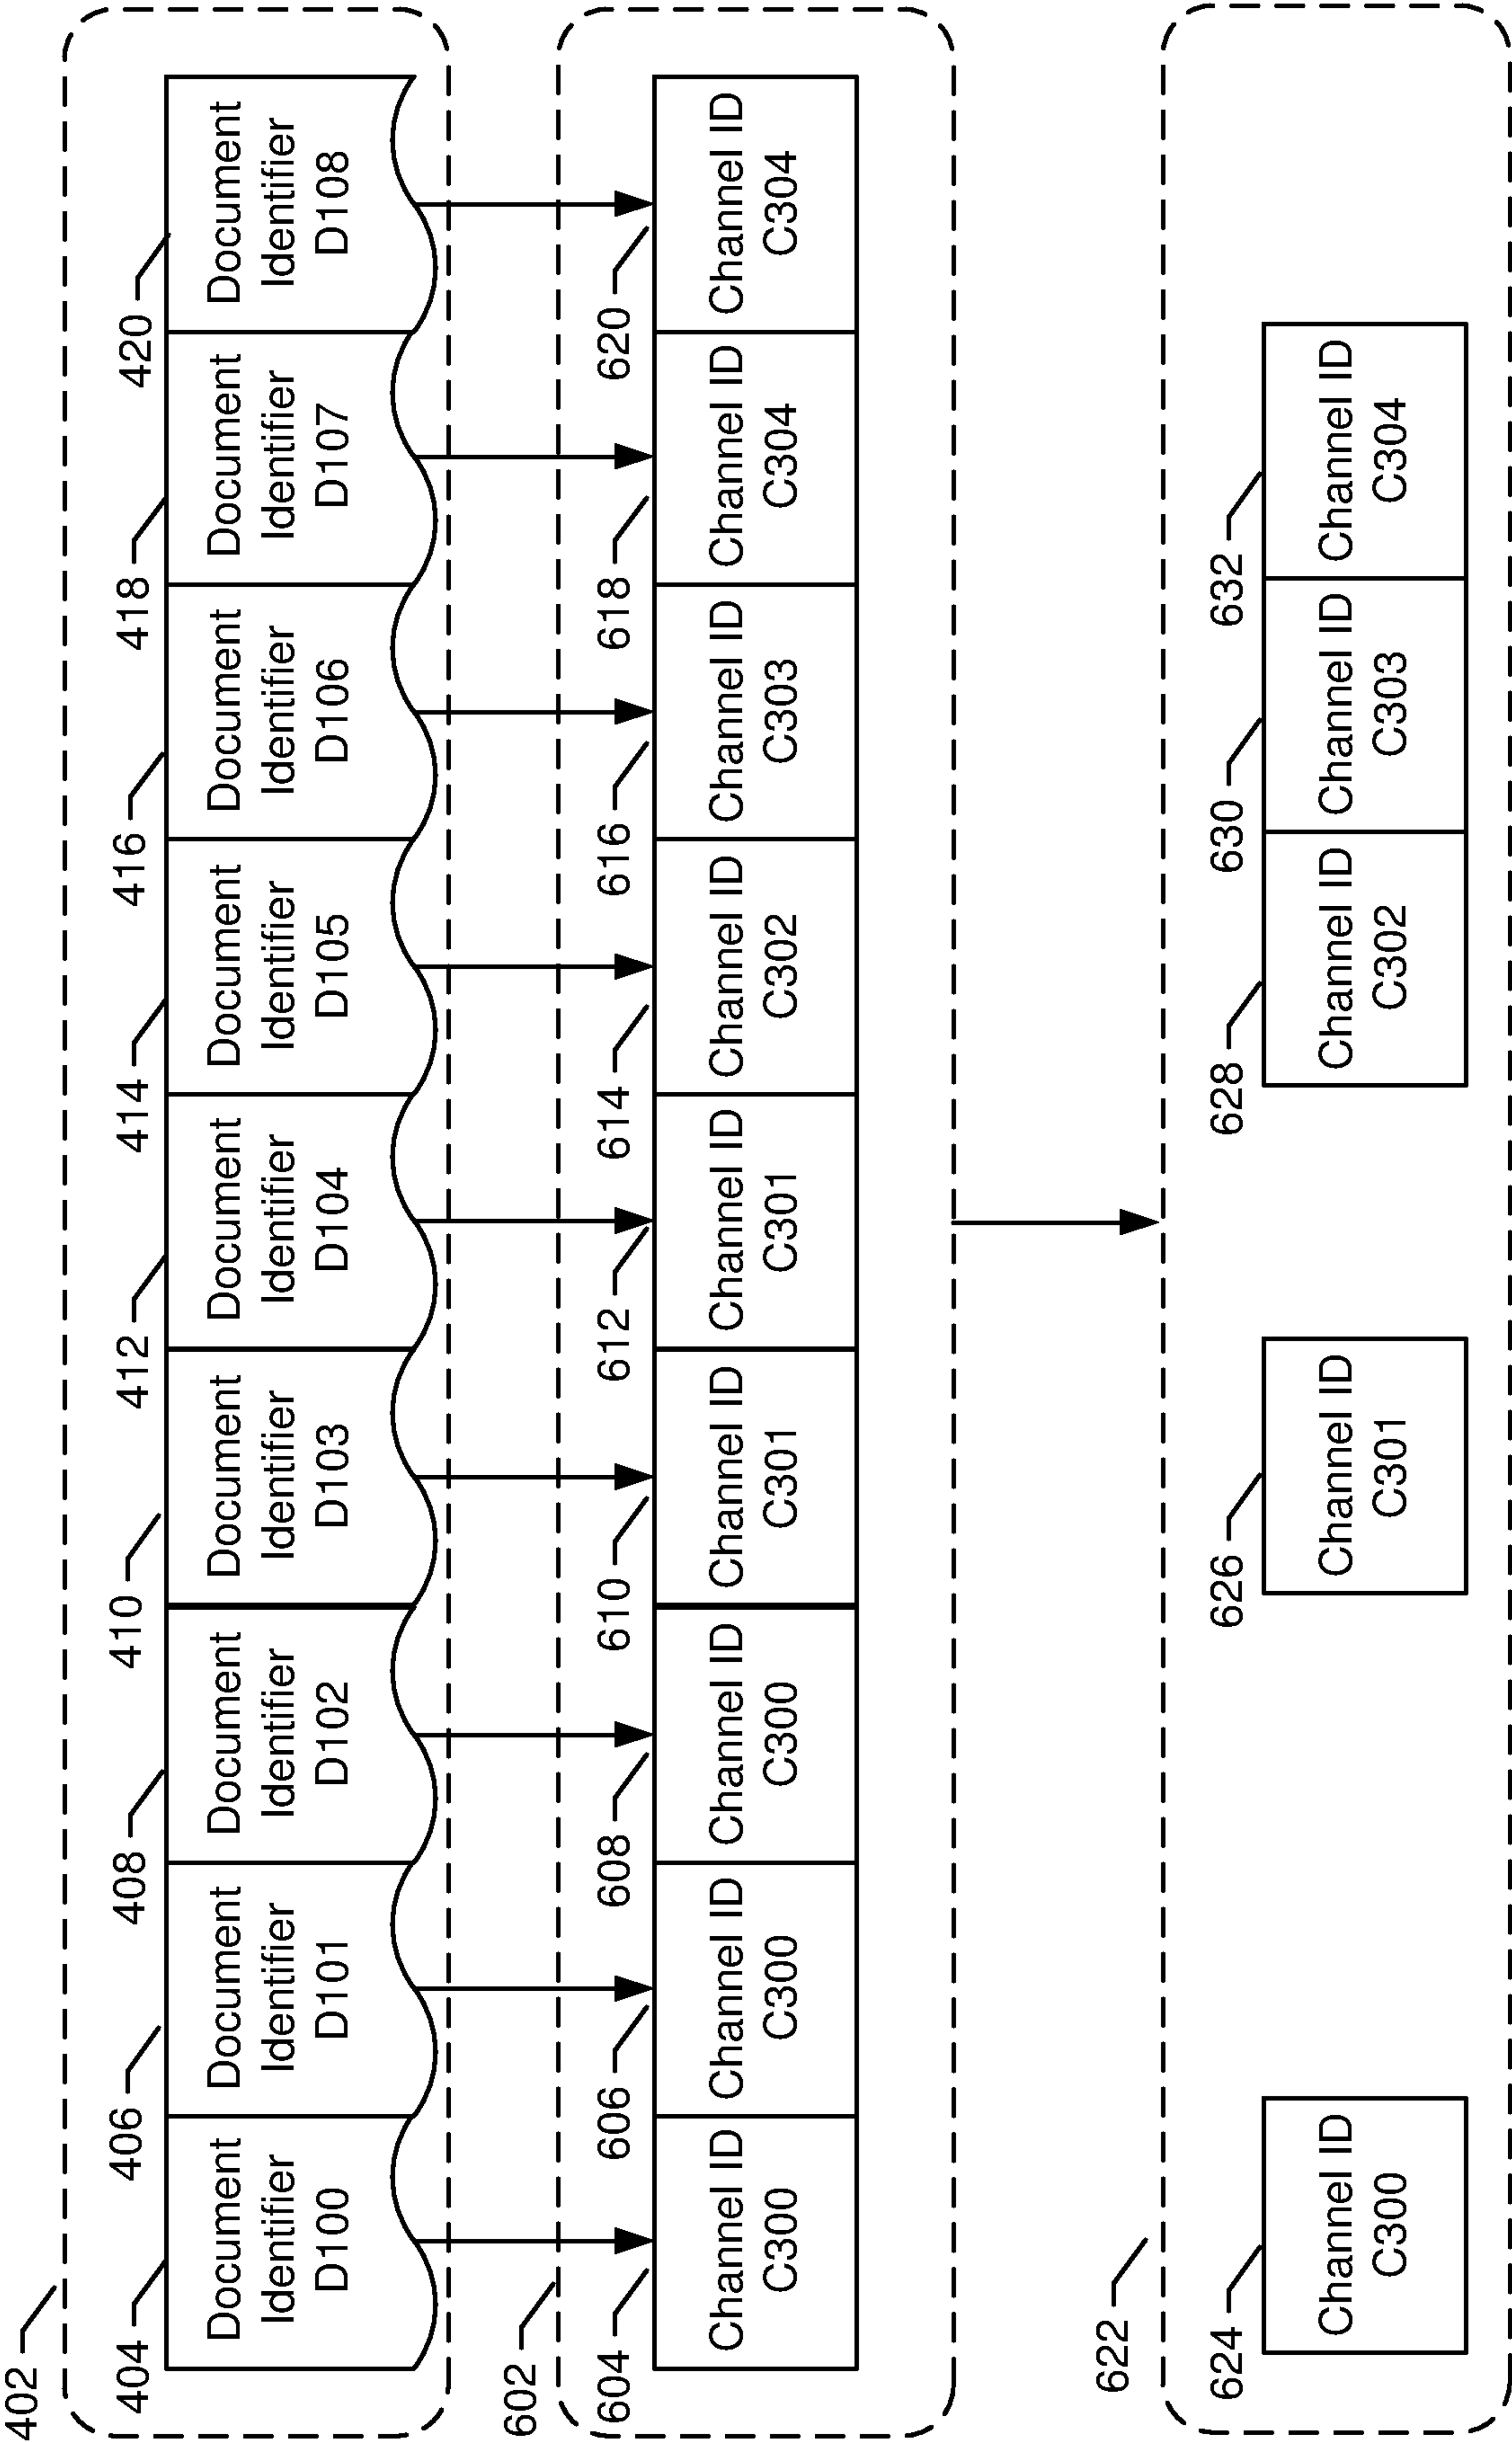 402
404
406
408
410
412
414
416
418
420
Document
Identifier
D100
Document
Identifier
D101
Document
Identifier
D102
Document
Identifier
D103
Document
Identifier
D104
Document
Identifier
D105
Document
Identifier
D106
Document
Identifier
D107
Document
Identifier
D108
602
604
606
608
610
612
614
616
618
620
Channel ID
C300
Channel ID
C300
Channel ID
C300
Channel ID
C301
Channel ID
C301
Channel ID
C302
Channel ID
C303
Channel ID
C304
Channel ID
C304
622
624
626
628
630
632
Channel ID
C300
Channel ID
C301
Channel ID
C302
Channel ID
C303
Channel ID
C304